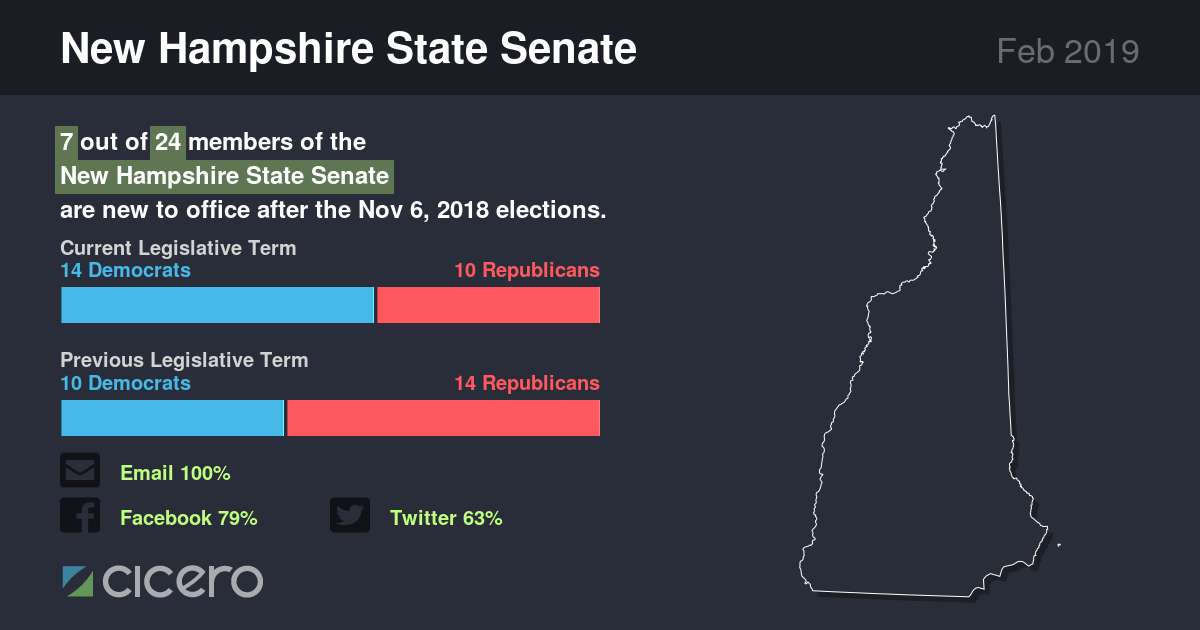 New Hampshire State Senate
Feb 2019
7 out of 24 members of the
New Hampshire State Senate
are new to office after the Nov 6, 2018 elections.
Current Legislative Term
14 Democrats 10 Republicans
Previous Legislative Term
10 Democrats 14 Republicans
Email 100%
Facebook 79% Twitter 63%
cicero